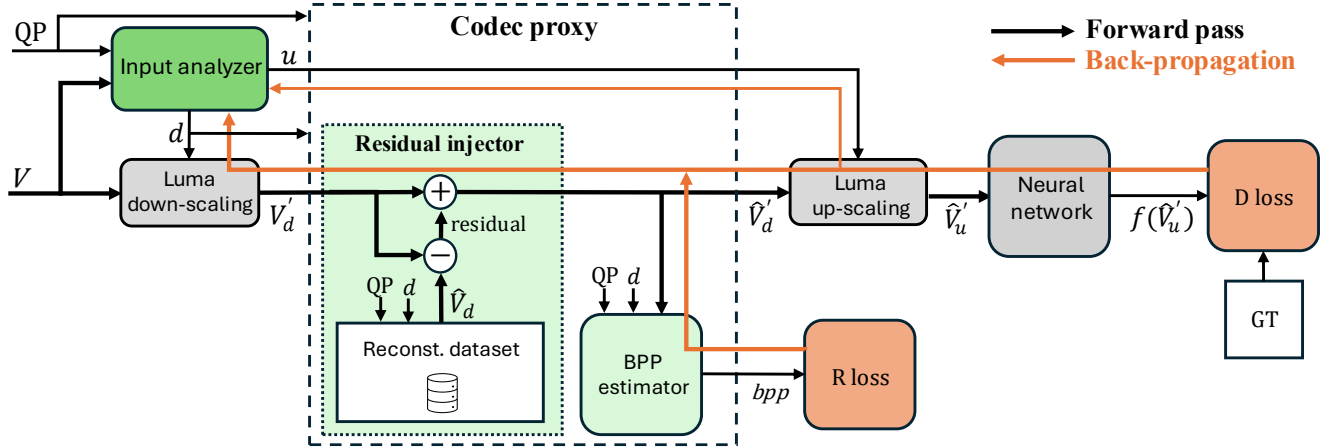 QP
Codec proxy
Forward pass
Back-propagation
Input analyzer
u
d
Residual injector
V
Luma
down-scaling
V′_d
+
residual
−
QP
d
V̂_d
Reconst. dataset
QP
d
BPP
estimator
bpp
R loss
V̂′_d
Luma
up-scaling
V̂′_u
Neural
network
f(V̂′_u)
D loss
GT